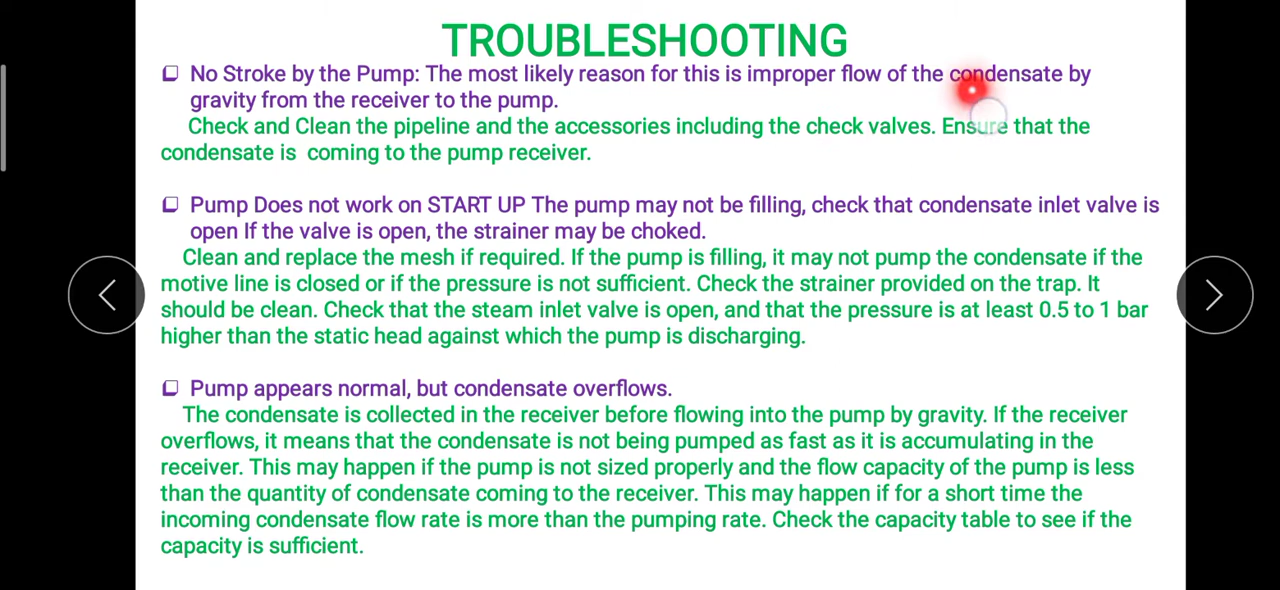 TROUBLESHOOTING
No Stroke by the Pump: The most likely reason for this is improper flow of the condensate by
gravity from the receiver to the pump.
Check and Clean the pipeline and the accessories including the check valves. Ensure that the
condensate is coming to the pump receiver.
Pump Does not work on START UP The pump may not be filling, check that condensate inlet valve is
open If the valve is open, the strainer may be choked.
Clean and replace the mesh if required. If the pump is filling, it may not pump the condensate if the
motive line is closed or if the pressure is not sufficient. Check the strainer provided on the trap. It
should be clean. Check that the steam inlet valve is open, and that the pressure is at least 0.5 to 1 bar
higher than the static head against which the pump is discharging.
Pump appears normal, but condensate overflows.
The condensate is collected in the receiver before flowing into the pump by gravity. If the receiver
overflows, it means that the condensate is not being pumped as fast as it is accumulating in the
receiver. This may happen if the pump is not sized properly and the flow capacity of the pump is less
than the quantity of condensate coming to the receiver. This may happen if for a short time the
incoming condensate flow rate is more than the pumping rate. Check the capacity table to see if the
capacity is sufficient.